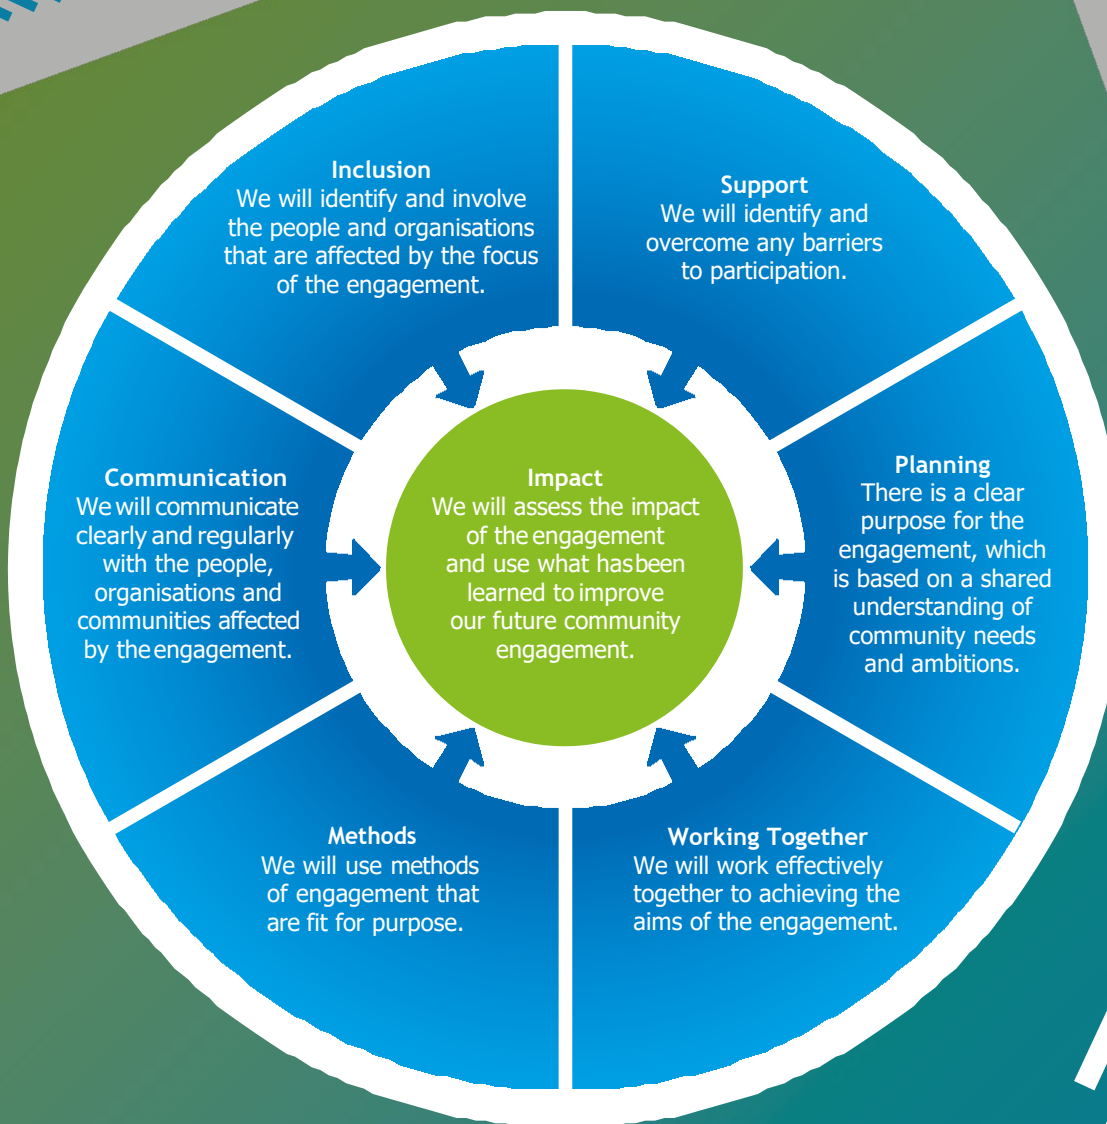 Inclusion
We will identify and involve
the people and organisations
that are affected by the focus
of the engagement.
Support
We will identify and
overcome any barriers
to participation.
Communication
We will communicate
clearly and regularly
with the people,
organisations and
communities affected
by the engagement.
Impact
We will assess the impact
of the engagement
and use what has been
learned to improve
our future community
engagement.
Planning
There is a clear
purpose for the
engagement, which
is based on a shared
understanding of
community needs
and ambitions.
Methods
We will use methods
of engagement that
are fit for purpose.
Working Together
We will work effectively
together to achieving the
aims of the engagement.